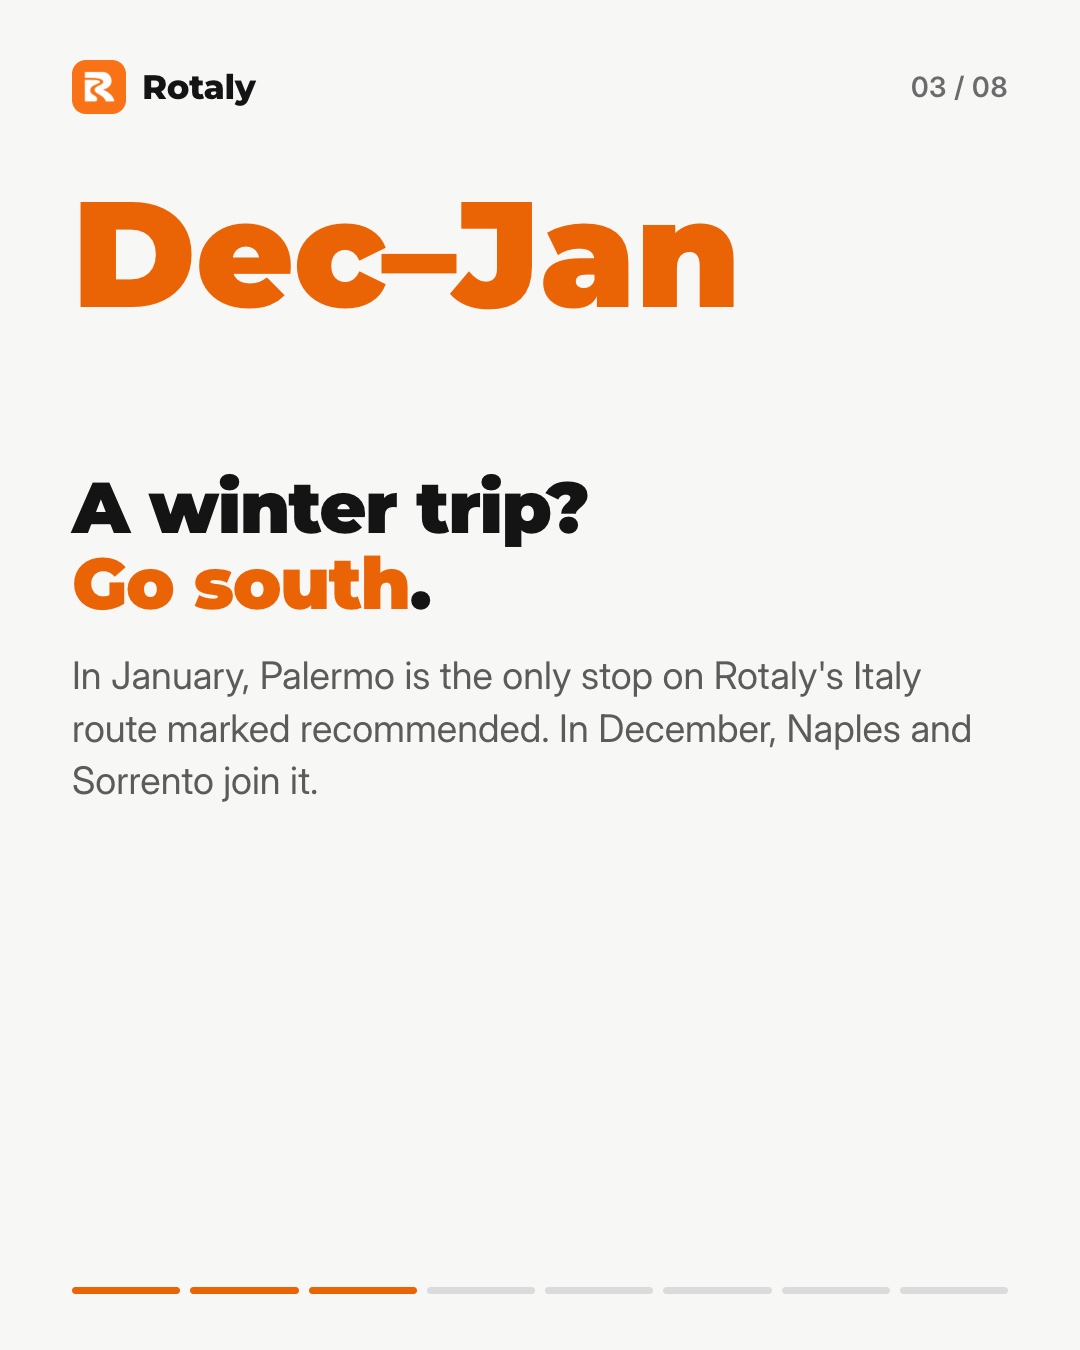 Rotaly
03 / 08
Dec–Jan
A winter trip?
Go south.
In January, Palermo is the only stop on Rotaly's Italy
route marked recommended. In December, Naples and
Sorrento join it.